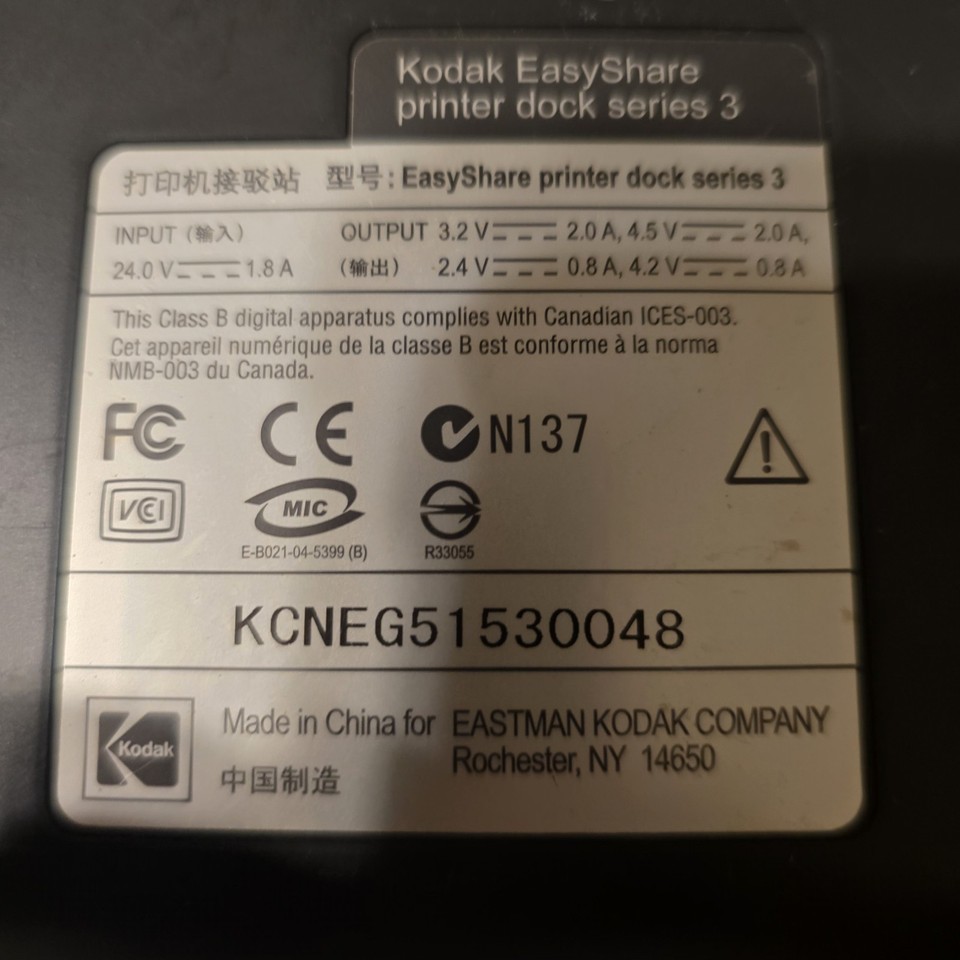 Kodak EasyShare
printer dock series 3
打印机接驳站 型号: EasyShare printer dock series 3
INPUT (输入) OUTPUT 3.2 V⎓ 2.0 A, 4.5 V⎓ 2.0 A,
24.0 V⎓ 1.8 A (输出) 2.4 V⎓ 0.8 A, 4.2 V⎓ 0.8 A
This Class B digital apparatus complies with Canadian ICES-003.
Cet appareil numérique de la classe B est conforme à la norma
NMB-003 du Canada.
FC CE N137
VCI MIC
E-B021-04-5399 (B) R33055
KCNEG51530048
Kodak
Made in China for EASTMAN KODAK COMPANY
Rochester, NY 14650
中国制造